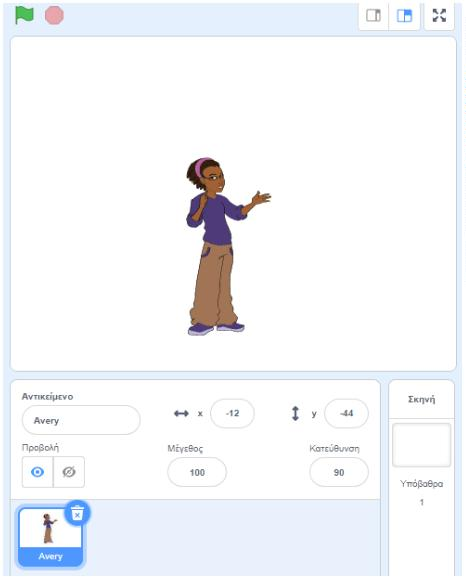 Αντικείμενο
Σκηνή
Avery
x
-12
y
-44
Προβολή
Μέγεθος
Κατεύθυνση
100
90
Υπόβαθρα
1
Avery